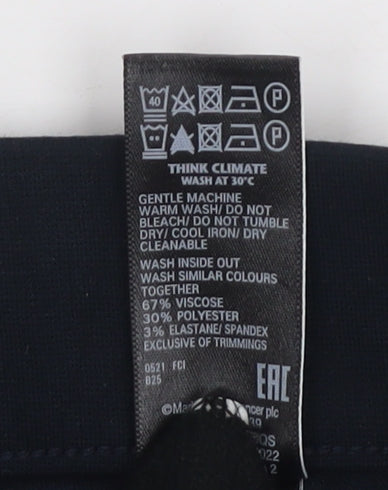 40 P
P
THINK CLIMATE
WASH AT 30°C
GENTLE MACHINE
WARM WASH/ DO NOT
BLEACH/ DO NOT TUMBLE
DRY/ COOL IRON/ DRY
CLEANABLE
WASH INSIDE OUT
WASH SIMILAR COLOURS
TOGETHER
67% VISCOSE
30% POLYESTER
3% ELASTANE/ SPANDEX
EXCLUSIVE OF TRIMMINGS
0521 FCI
025
EAC
plc